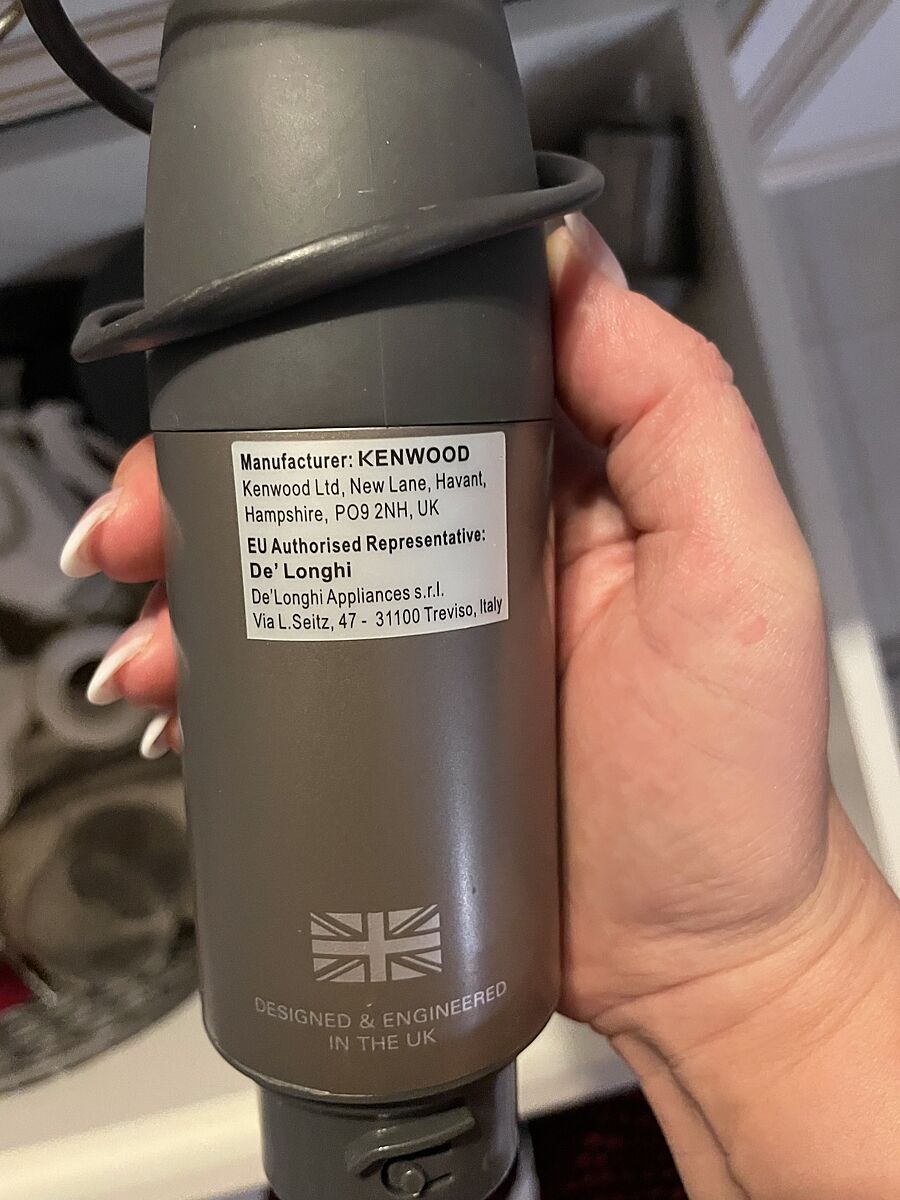 Manufacturer: KENWOOD
Kenwood Ltd, New Lane, Havant,
Hampshire, PO9 2NH, UK
EU Authorised Representative:
De' Longhi
De'Longhi Appliances s.r.l.
Via L.Seitz, 47 - 31100 Treviso, Italy
DESIGNED & ENGINEERED
IN THE UK